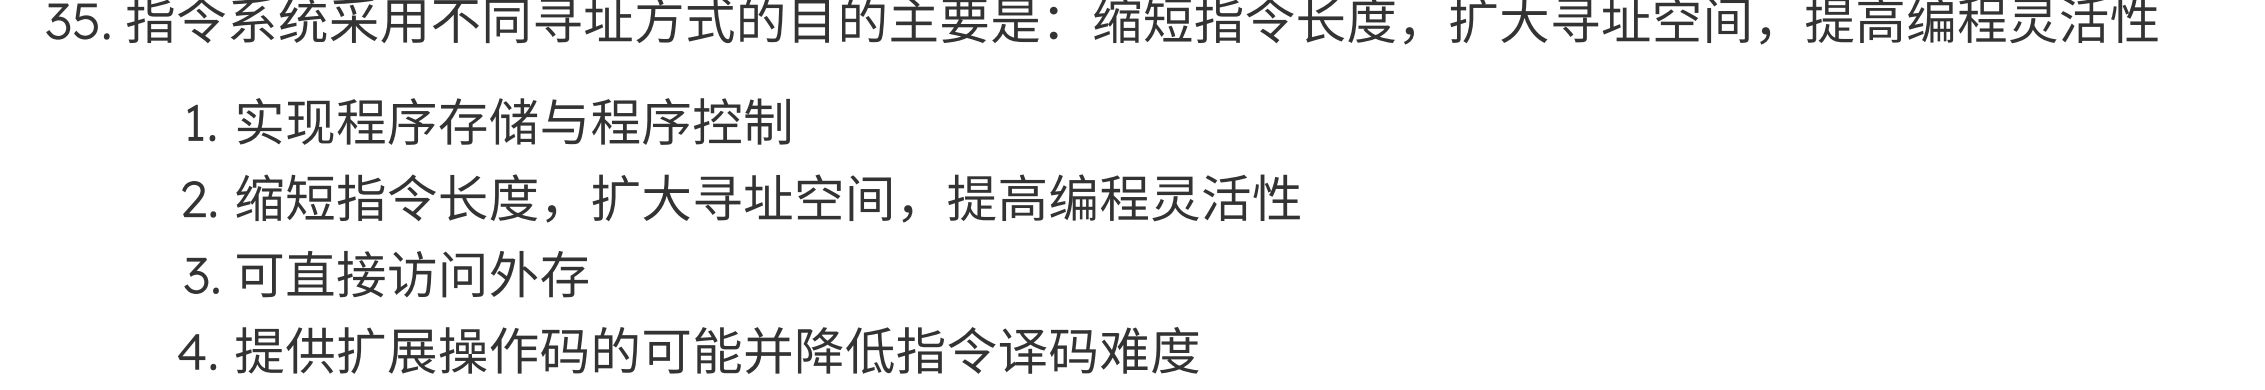 35. 指令系统采用不同寻址方式的目的主要是：缩短指令长度，扩大寻址空间，提高编程灵活性
1. 实现程序存储与程序控制
2. 缩短指令长度，扩大寻址空间，提高编程灵活性
3. 可直接访问外存
4. 提供扩展操作码的可能并降低指令译码难度